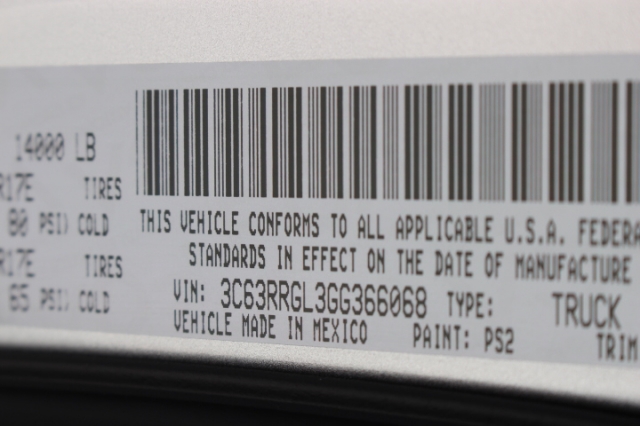 14000 LB
R17E TIRES
80 PSI) COLD
R17E TIRES
65 PSI) COLD
THIS VEHICLE CONFORMS TO ALL APPLICABLE U.S.A. FEDERA
STANDARDS IN EFFECT ON THE DATE OF MANUFACTURE
VIN: 3C63RRGL3GG366068 TYPE: TRUCK
VEHICLE MADE IN MEXICO PAINT: PS2 TRIM